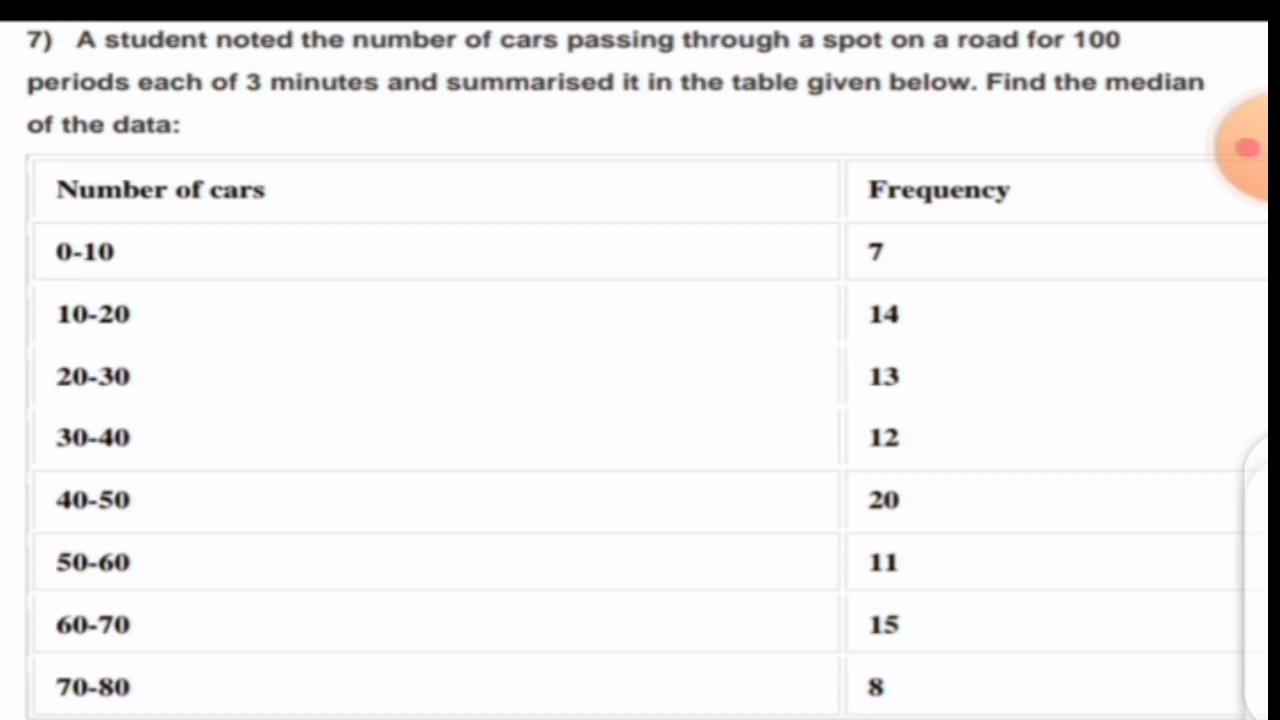 7) A student noted the number of cars passing through a spot on a road for 100
periods each of 3 minutes and summarised it in the table given below. Find the median
of the data:
Number of cars Frequency
0-10 7
10-20 14
20-30 13
30-40 12
40-50 20
50-60 11
60-70 15
70-80 8